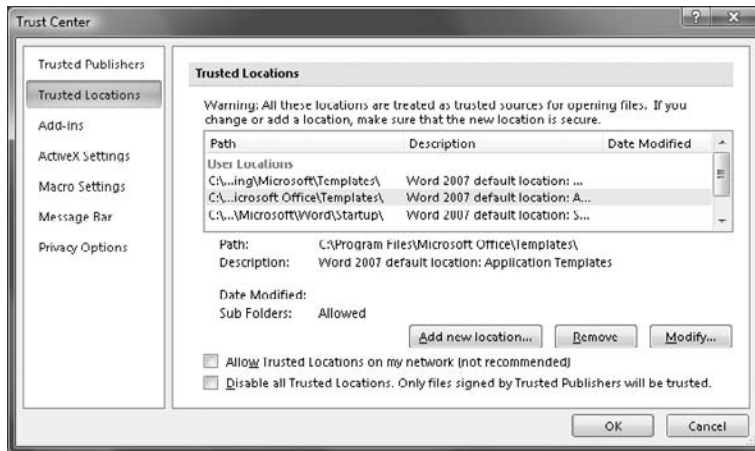 Trust Center
Trusted Publishers
Trusted Locations
Add-ins
ActiveX Settings
Macro Settings
Message Bar
Privacy Options
Trusted Locations
Warning: All these locations are treated as trusted sources for opening files. If you
change or add a location, make sure that the new location is secure.
Path Description Date Modified
User Locations
C:\...ing\Microsoft\Templates\ Word 2007 default location: ...
C:\...icrosoft Office\Templates\ Word 2007 default location: A...
C:\...\Microsoft\Word\Startup\ Word 2007 default location: S...
Path: C:\Program Files\Microsoft Office\Templates\
Description: Word 2007 default location: Application Templates
Date Modified:
Sub Folders: Allowed
Add new location... Remove Modify...
Allow Trusted Locations on my network (not recommended)
Disable all Trusted Locations. Only files signed by Trusted Publishers will be trusted.
OK Cancel